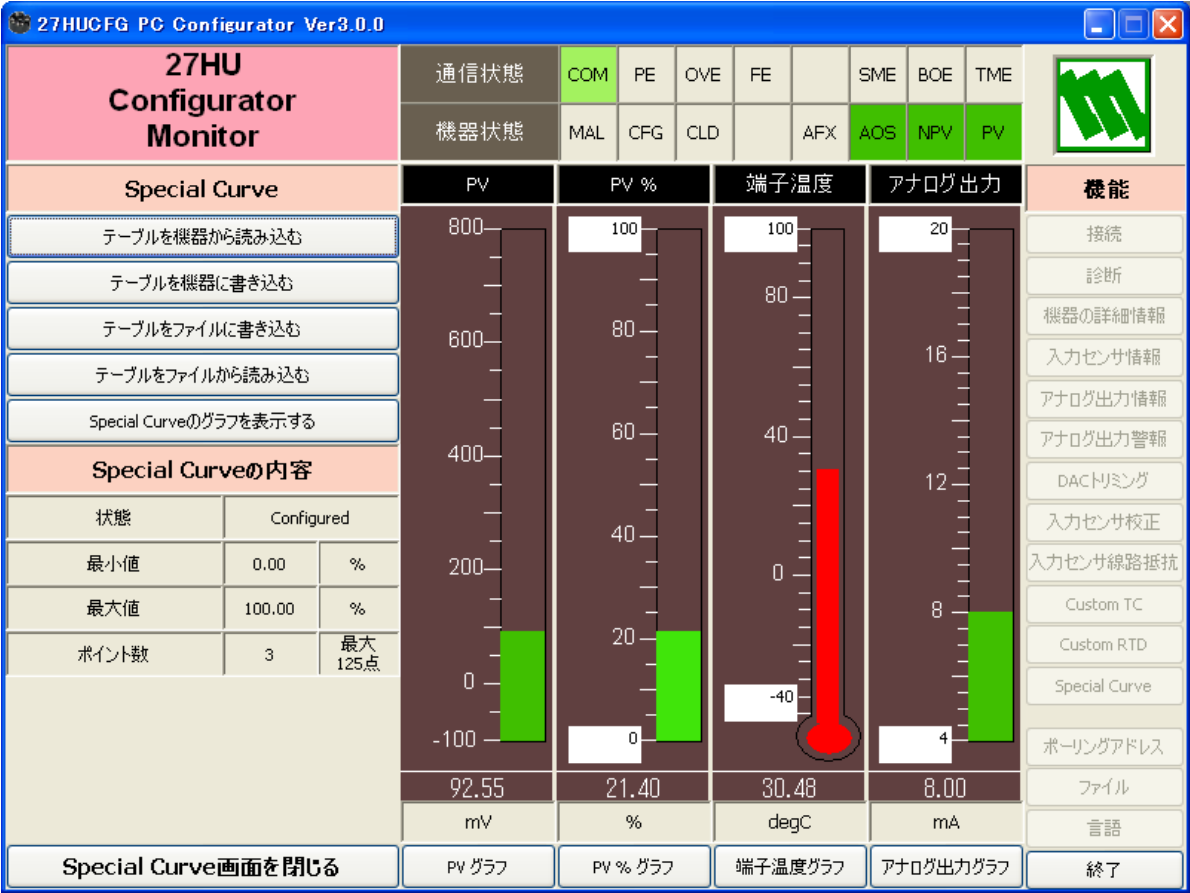 27HUCFG PC Configurator Ver3.0.0
27HU
Configurator
Monitor
通信状態 COM PE OVE FE SME BOE TME
機器状態 MAL CFG CLD AFX AOS NPV PV
Special Curve
テーブルを機器から読み込む
テーブルを機器に書き込む
テーブルをファイルに書き込む
テーブルをファイルから読み込む
Special Curveのグラフを表示する
Special Curveの内容
状態 Configured
最小値 0.00 %
最大値 100.00 %
ポイント数 3 最大
125点
Special Curve画面を閉じる
PV
800
600
400
200
0
-100
92.55
mV
PV グラフ
PV %
100
80
60
40
20
0
21.40
%
PV % グラフ
端子温度
100
80
40
0
-40
30.48
degC
端子温度グラフ
アナログ出力
20
16
12
8
4
8.00
mA
アナログ出力グラフ
機能
接続
診断
機器の詳細情報
入力センサ情報
アナログ出力情報
アナログ出力警報
DACトリミング
入力センサ校正
入力センサ線路抵抗
Custom TC
Custom RTD
Special Curve
ポーリングアドレス
ファイル
言語
終了